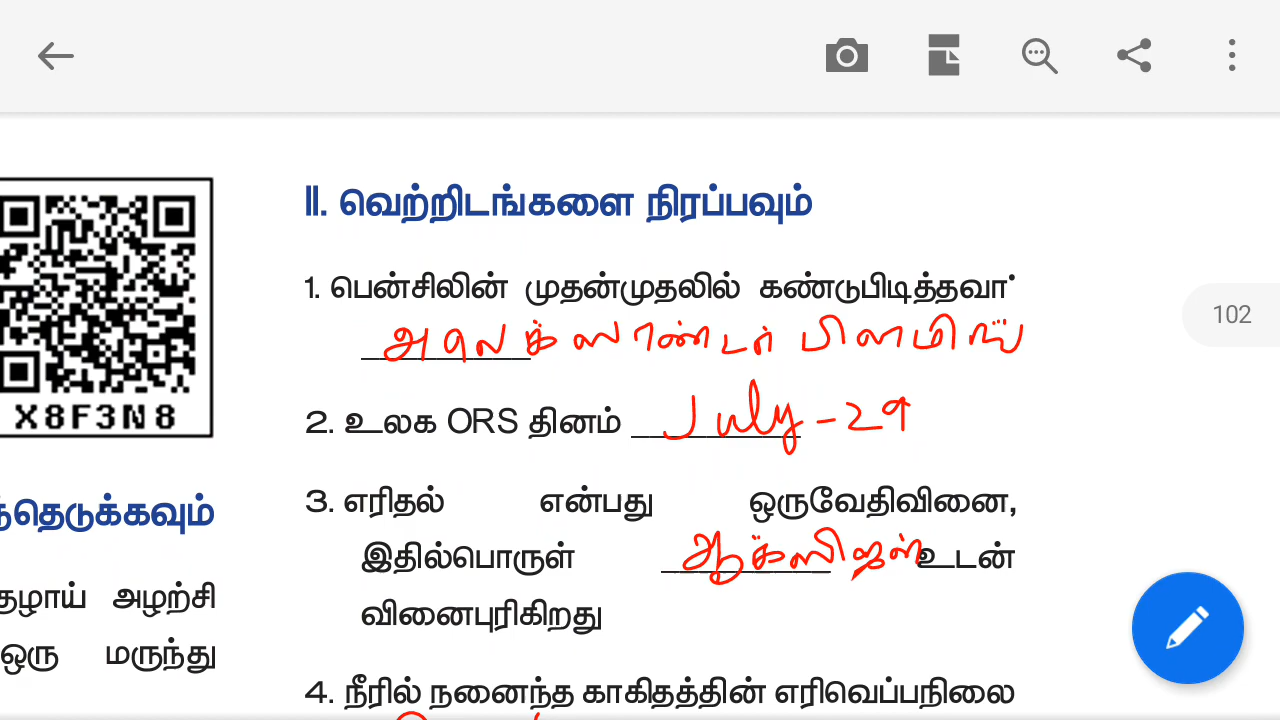 102
X8F3N8
ந்தெடுக்கவும்
குழாய் அழற்சி
ஒரு மருந்து
II. வெற்றிடங்களை நிரப்பவும்
1. பென்சிலின் முதன்முதலில் கண்டுபிடித்தவர்
அலெக்ஸாண்டர் பிளமிங்
2. உலக ORS தினம் July - 29
3. எரிதல் என்பது ஒருவேதிவினை,
இதில்பொருள் ஆக்ஸிஜன் உடன்
வினைபுரிகிறது
4. நீரில் நனைந்த காகிதத்தின் எரிவெப்பநிலை